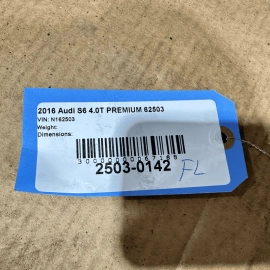 2016 Audi S6 4.0T PREMIUM 62503
VIN: N162503
Weight:
Dimensions:
2503-0142 FL